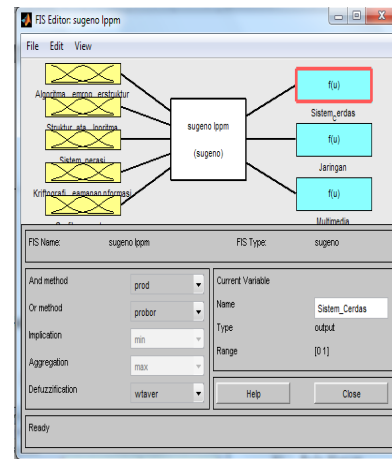 FIS Editor: sugeno lppm
File Edit View
f(u)
Sistem_erdas
sugeno lppm
(sugeno)
f(u)
Jaringan
f(u)
Multimedia
FIS Name: sugeno lppm FIS Type: sugeno
And method prod
Or method probor
Implication min
Aggregation max
Defuzzification wtaver
Current Variable
Name Sistem_Cerdas
Type output
Range [0 1]
Help Close
Ready